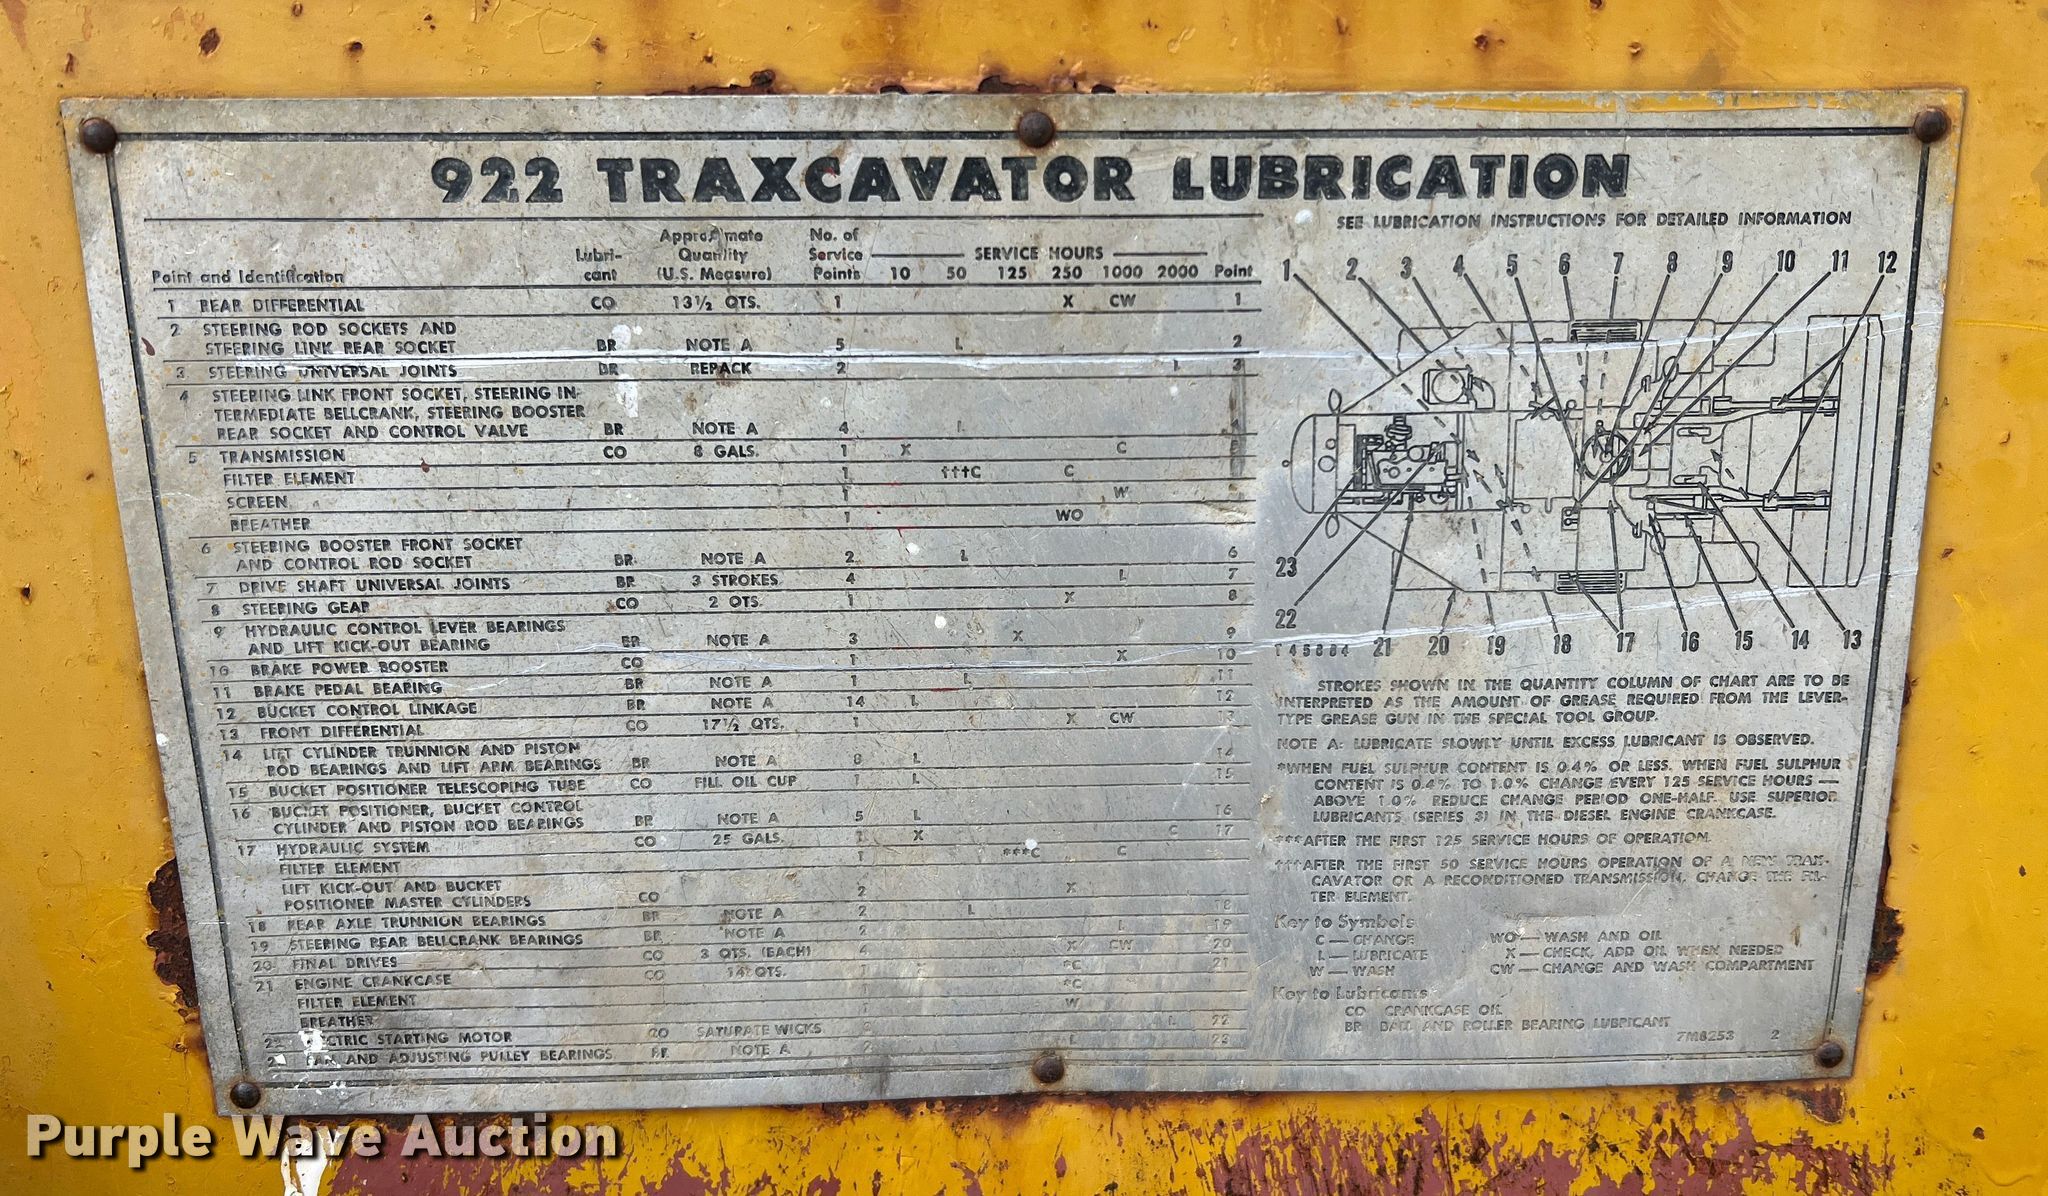 922 TRAXCAVATOR LUBRICATION
SEE LUBRICATION INSTRUCTIONS FOR DETAILED INFORMATION
Point and Identification Lubri-cant Approximate Quantity (U.S. Measure) No. of Service Points SERVICE HOURS 10 50 125 250 1000 2000 Point
1 REAR DIFFERENTIAL CO 13½ QTS. 1 X CW 1
2 STEERING ROD SOCKETS AND
STEERING LINK REAR SOCKET BR NOTE A 5 L 2
3 STEERING UNIVERSAL JOINTS BR REPACK 2 L 3
4 STEERING LINK FRONT SOCKET, STEERING IN-
TERMEDIATE BELLCRANK, STEERING BOOSTER
REAR SOCKET AND CONTROL VALVE BR NOTE A 4 L 4
5 TRANSMISSION CO 8 GALS. 1 X C 5
FILTER ELEMENT 1 †††C C
SCREEN 1 W
BREATHER 1 WO
6 STEERING BOOSTER FRONT SOCKET
AND CONTROL ROD SOCKET BR NOTE A 2 L 6
7 DRIVE SHAFT UNIVERSAL JOINTS BR 3 STROKES 4 L 7
8 STEERING GEAR CO 2 QTS. 1 X 8
9 HYDRAULIC CONTROL LEVER BEARINGS
AND LIFT KICK-OUT BEARING BR NOTE A 3 X 9
10 BRAKE POWER BOOSTER CO 1 X 10
11 BRAKE PEDAL BEARING BR NOTE A 1 L 11
12 BUCKET CONTROL LINKAGE BR NOTE A 14 L 12
13 FRONT DIFFERENTIAL CO 17½ QTS. 1 X CW 13
14 LIFT CYLINDER TRUNNION AND PISTON
ROD BEARINGS AND LIFT ARM BEARINGS BR NOTE A 8 L 14
15 BUCKET POSITIONER TELESCOPING TUBE CO FILL OIL CUP 1 L 15
16 BUCKET POSITIONER, BUCKET CONTROL
CYLINDER AND PISTON ROD BEARINGS BR NOTE A 5 L 16
17 HYDRAULIC SYSTEM CO 25 GALS. 1 X C 17
FILTER ELEMENT 1 ***C C
LIFT KICK-OUT AND BUCKET
POSITIONER MASTER CYLINDERS CO 2 X
18 REAR AXLE TRUNNION BEARINGS BR NOTE A 2 L 18
19 STEERING REAR BELLCRANK BEARINGS BR NOTE A 2 L 19
20 FINAL DRIVES CO 3 QTS. (EACH) 4 X CW 20
21 ENGINE CRANKCASE CO 14 QTS. 1 *C 21
FILTER ELEMENT 1 *C
BREATHER 1 W
ELECTRIC STARTING MOTOR CO SATURATE WICKS 2 L 22
FAN AND ADJUSTING PULLEY BEARINGS BR NOTE A 2 L 23
1 2 3 4 5 6 7 8 9 10 11 12
23
22
21 20 19 18 17 16 15 14 13
T45884
STROKES SHOWN IN THE QUANTITY COLUMN OF CHART ARE TO BE
INTERPRETED AS THE AMOUNT OF GREASE REQUIRED FROM THE LEVER-
TYPE GREASE GUN IN THE SPECIAL TOOL GROUP.
NOTE A: LUBRICATE SLOWLY UNTIL EXCESS LUBRICANT IS OBSERVED.
*WHEN FUEL SULPHUR CONTENT IS 0.4% OR LESS. WHEN FUEL SULPHUR
CONTENT IS 0.4% TO 1.0% CHANGE EVERY 125 SERVICE HOURS —
ABOVE 1.0% REDUCE CHANGE PERIOD ONE-HALF. USE SUPERIOR
LUBRICANTS (SERIES 3) IN THE DIESEL ENGINE CRANKCASE.
***AFTER THE FIRST 125 SERVICE HOURS OF OPERATION.
†††AFTER THE FIRST 50 SERVICE HOURS OPERATION OF A NEW TRAX-
CAVATOR OR A RECONDITIONED TRANSMISSION, CHANGE THE FIL-
TER ELEMENT.
Key to Symbols
C — CHANGE WO — WASH AND OIL
L — LUBRICATE X — CHECK, ADD OIL WHEN NEEDED
W — WASH CW — CHANGE AND WASH COMPARTMENT
Key to Lubricants
CO CRANKCASE OIL
BR BALL AND ROLLER BEARING LUBRICANT
7M8253 2
Purple Wave Auction